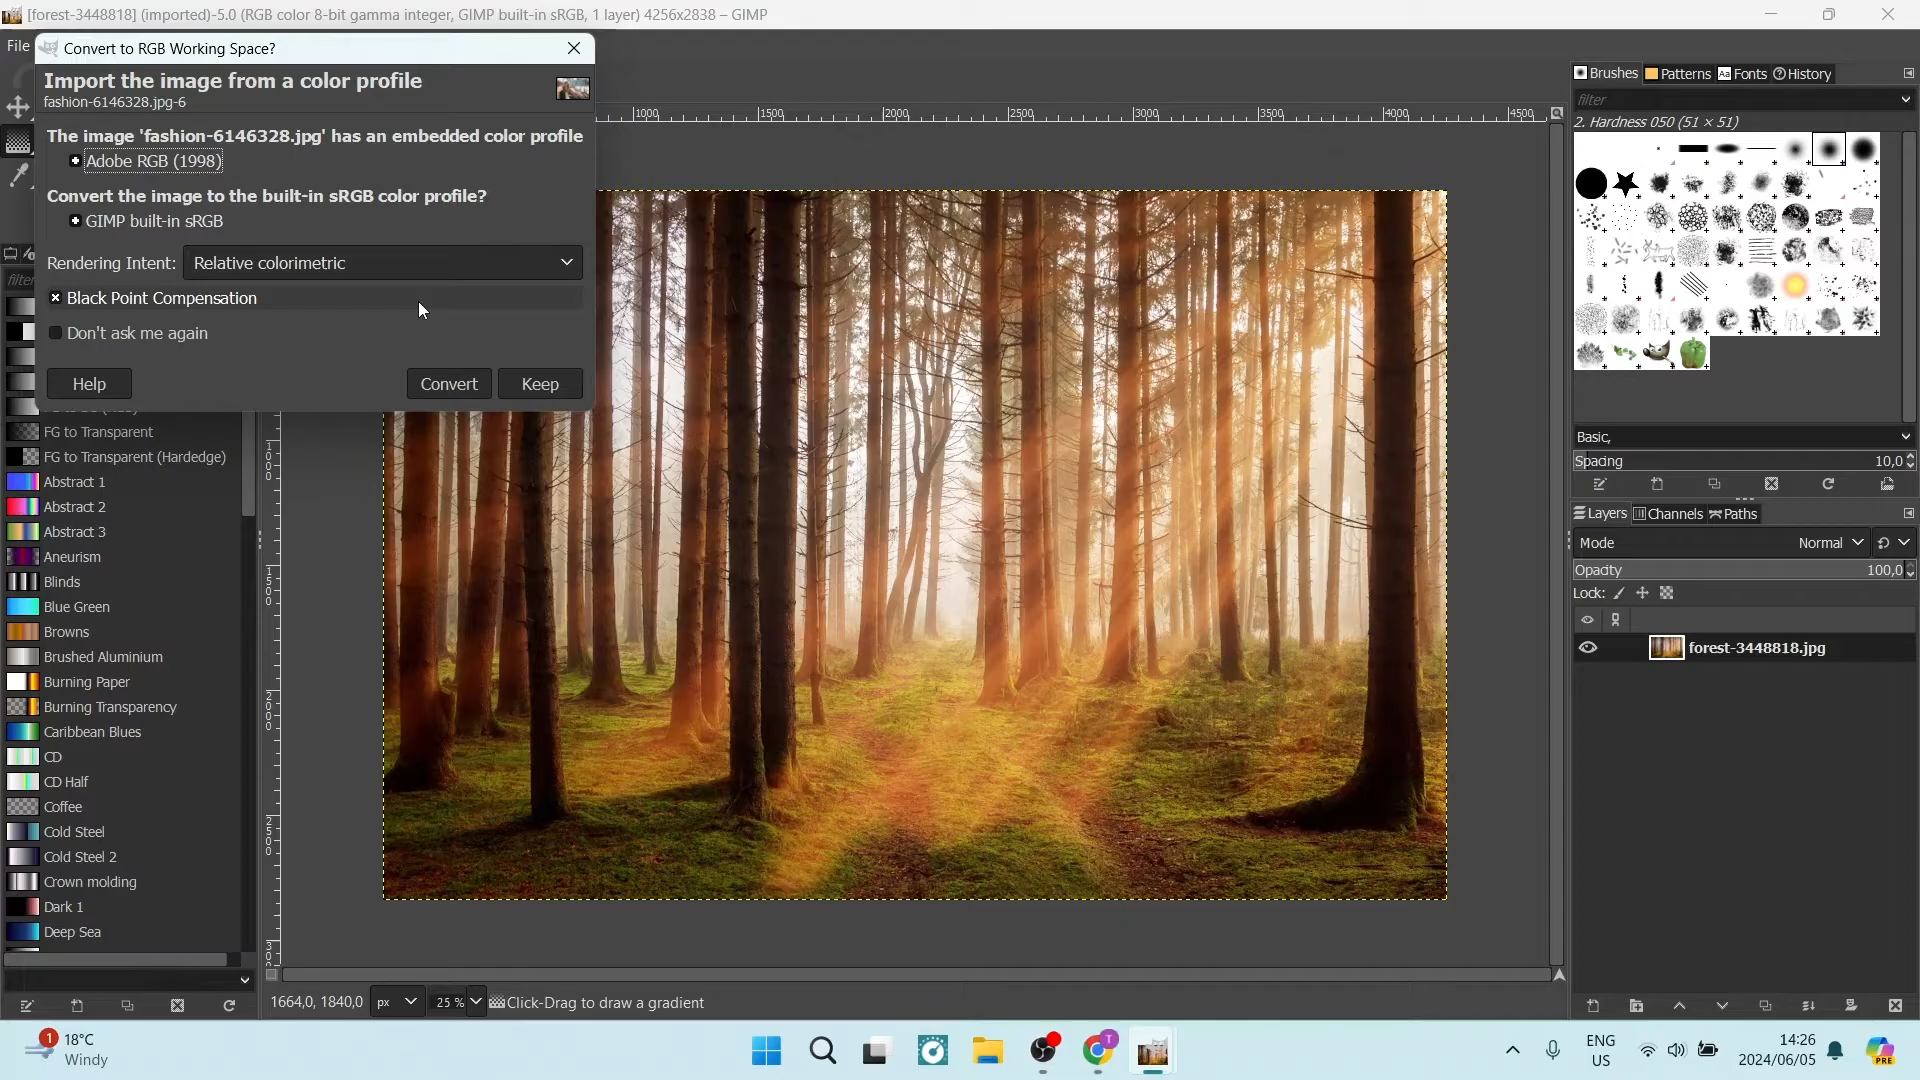 [forest-3448818] (imported)-5.0 (RGB color 8-bit gamma integer, GIMP built-in sRGB, 1 layer) 4256x2838 – GIMP
File
Convert to RGB Working Space?
Import the image from a color profile
fashion-6146328.jpg-6
The image 'fashion-6146328.jpg' has an embedded color profile
Adobe RGB (1998)
Convert the image to the built-in sRGB color profile?
GIMP built-in sRGB
Rendering Intent: Relative colorimetric
Black Point Compensation
Don't ask me again
Help Convert Keep
1000 1500 2000 2500 3000 3500 4000 4500
1000
1500
2000
2500
filter
FG to Transparent
FG to Transparent (Hardedge)
Abstract 1
Abstract 2
Abstract 3
Aneurism
Blinds
Blue Green
Browns
Brushed Aluminium
Burning Paper
Burning Transparency
Caribbean Blues
CD
CD Half
Coffee
Cold Steel
Cold Steel 2
Crown molding
Dark 1
Deep Sea
1664,0, 1840,0 px 25 % Click-Drag to draw a gradient
Brushes Patterns Aa Fonts History
filter
2. Hardness 050 (51 × 51)
Basic,
Spacing 10,0
Layers Channels Paths
Mode Normal
Opacity 100,0
Lock:
forest-3448818.jpg
1 18°C
Windy
T
ENG
US
14:26
2024/06/05
PRE